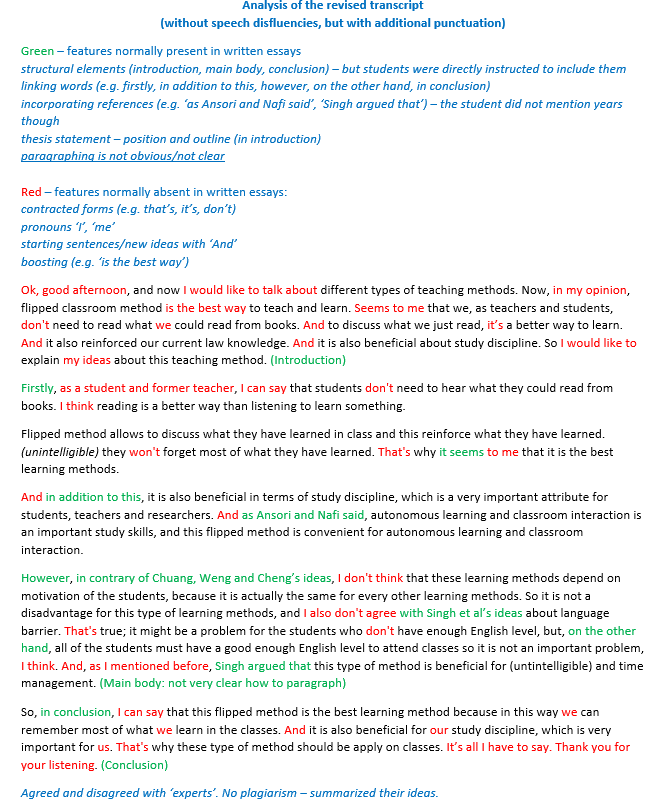 Analysis of the revised transcript
(without speech disfluencies, but with additional punctuation)
Green – features normally present in written essays
structural elements (introduction, main body, conclusion) – but students were directly instructed to include them
linking words (e.g. firstly, in addition to this, however, on the other hand, in conclusion)
incorporating references (e.g. ‘as Ansori and Nafi said’, ‘Singh argued that’) – the student did not mention years
though
thesis statement – position and outline (in introduction)
paragraphing is not obvious/not clear
Red – features normally absent in written essays:
contracted forms (e.g. that’s, it’s, don’t)
pronouns ‘I’, ‘me’
starting sentences/new ideas with ‘And’
boosting (e.g. ‘is the best way’)
Ok, good afternoon, and now I would like to talk about different types of teaching methods. Now, in my opinion,
flipped classroom method is the best way to teach and learn. Seems to me that we, as teachers and students,
don't need to read what we could read from books. And to discuss what we just read, it’s a better way to learn.
And it also reinforced our current law knowledge. And it is also beneficial about study discipline. So I would like to
explain my ideas about this teaching method. (Introduction)
Firstly, as a student and former teacher, I can say that students don't need to hear what they could read from
books. I think reading is a better way than listening to learn something.
Flipped method allows to discuss what they have learned in class and this reinforce what they have learned.
(unintelligible) they won't forget most of what they have learned. That's why it seems to me that it is the best
learning methods.
And in addition to this, it is also beneficial in terms of study discipline, which is a very important attribute for
students, teachers and researchers. And as Ansori and Nafi said, autonomous learning and classroom interaction is
an important study skills, and this flipped method is convenient for autonomous learning and classroom
interaction.
However, in contrary of Chuang, Weng and Cheng’s ideas, I don't think that these learning methods depend on
motivation of the students, because it is actually the same for every other learning methods. So it is not a
disadvantage for this type of learning methods, and I also don't agree with Singh et al’s ideas about language
barrier. That's true; it might be a problem for the students who don't have enough English level, but, on the other
hand, all of the students must have a good enough English level to attend classes so it is not an important problem,
I think. And, as I mentioned before, Singh argued that this type of method is beneficial for (untintelligible) and time
management. (Main body: not very clear how to paragraph)
So, in conclusion, I can say that this flipped method is the best learning method because in this way we can
remember most of what we learn in the classes. And it is also beneficial for our study discipline, which is very
important for us. That's why these type of method should be apply on classes. It’s all I have to say. Thank you for
your listening. (Conclusion)
Agreed and disagreed with ‘experts’. No plagiarism – summarized their ideas.